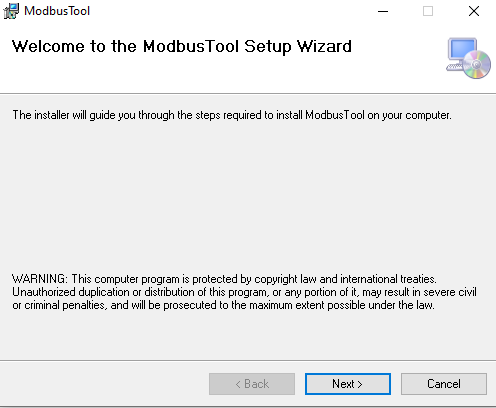 ModbusTool
Welcome to the ModbusTool Setup Wizard
The installer will guide you through the steps required to install ModbusTool on your computer.
WARNING: This computer program is protected by copyright law and international treaties.
Unauthorized duplication or distribution of this program, or any portion of it, may result in severe civil
or criminal penalties, and will be prosecuted to the maximum extent possible under the law.
< Back
Next >
Cancel